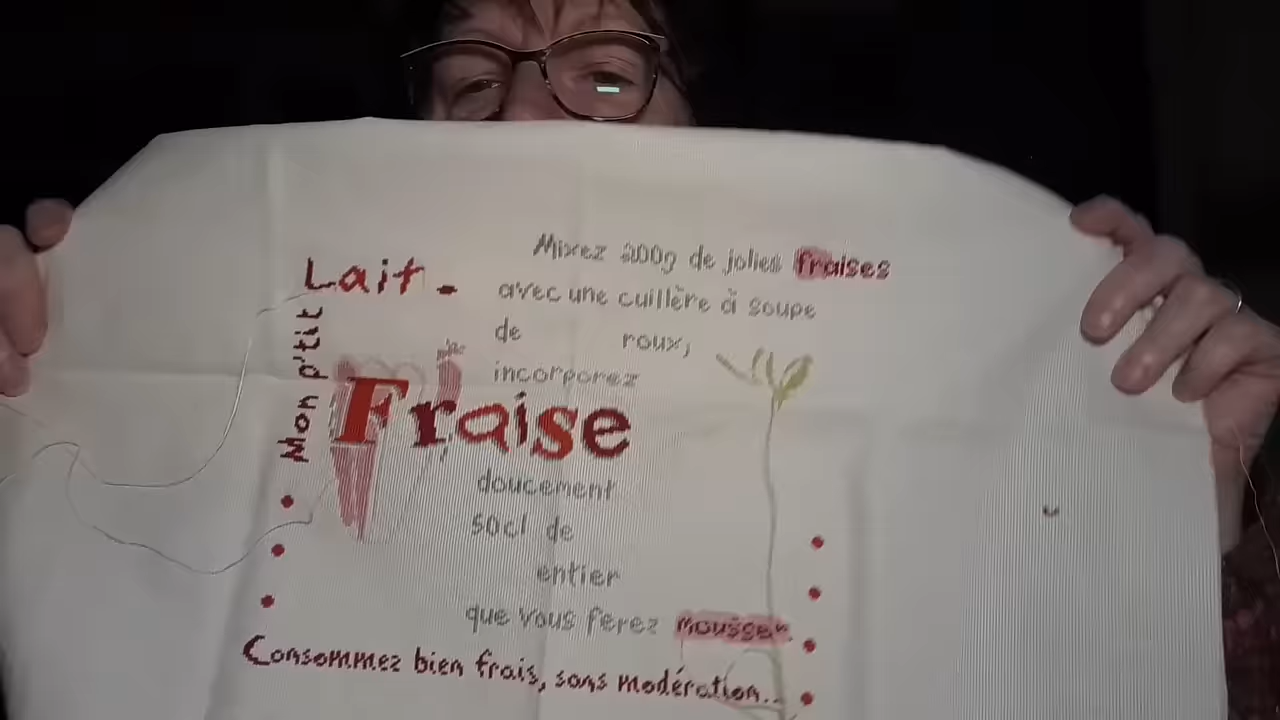 Mon p'tit
Lait -
Fraise
Mixez 200g de jolies fraises
avec une cuillère à soupe
de roux,
incorporez
doucement
50cl de
entier
que vous ferez mousser.
Consommez bien frais, sans modération...